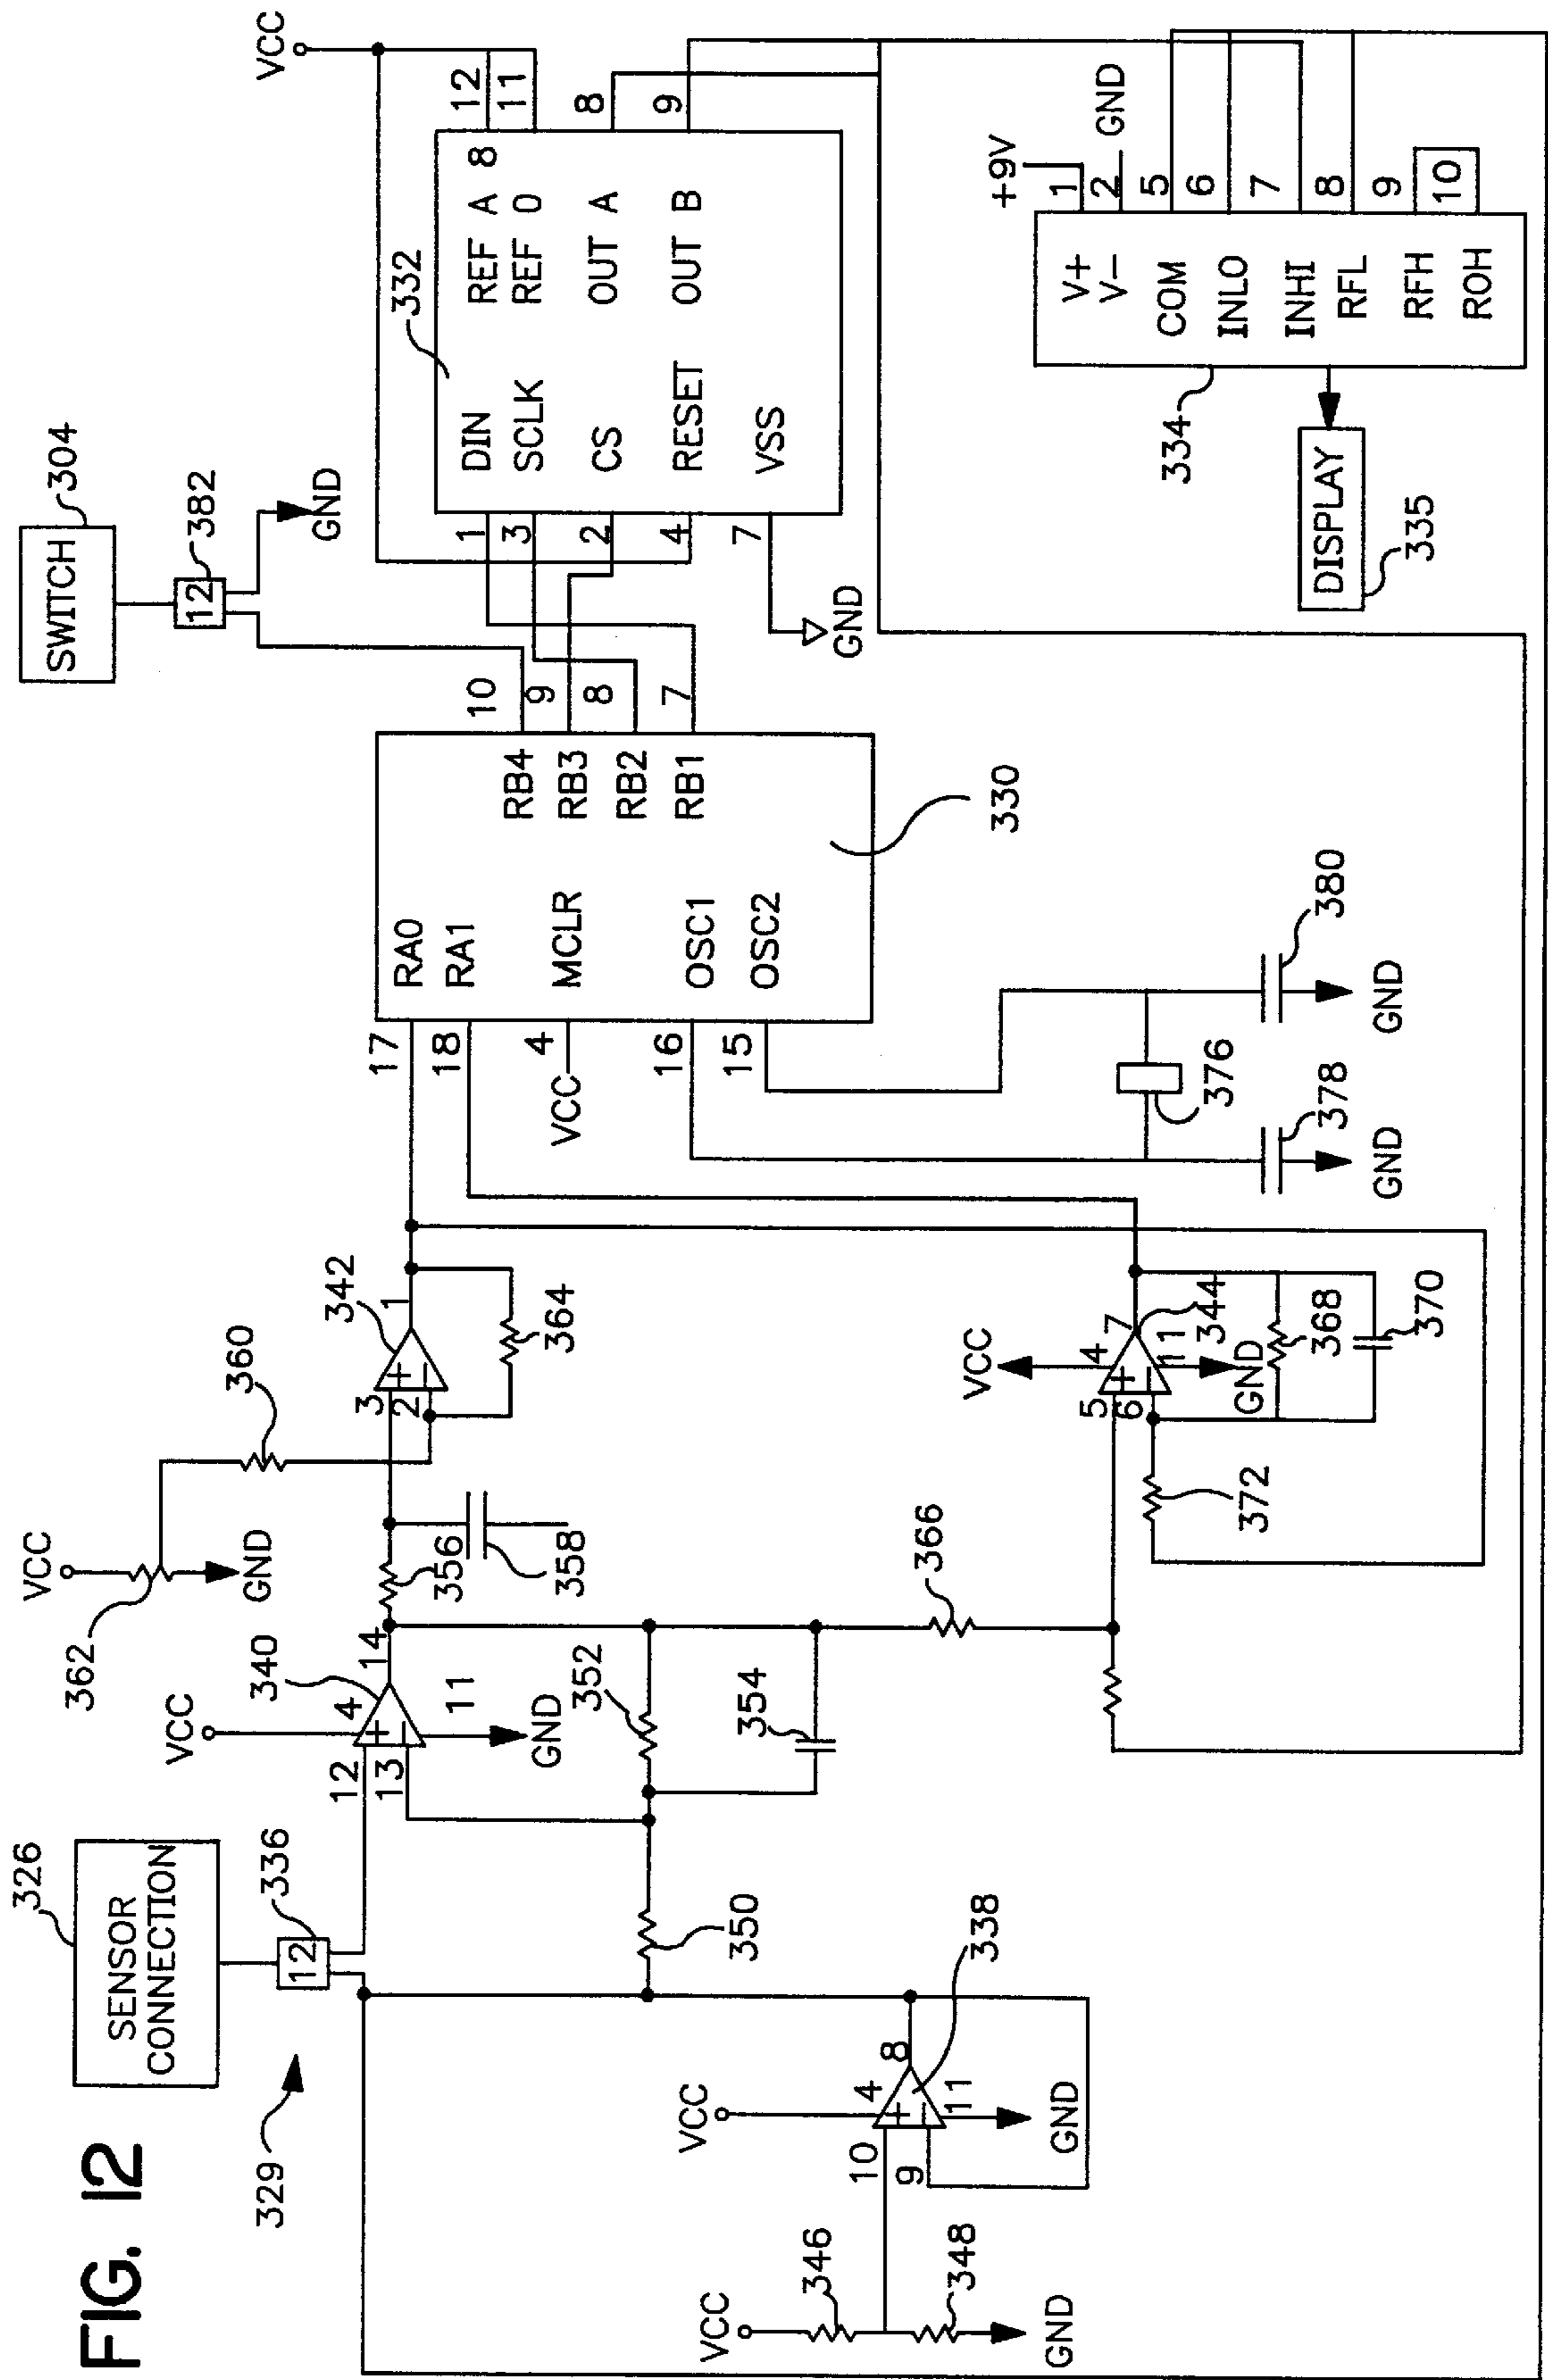 FIG. 12
329
326
SENSOR
CONNECTION
12
336
VCC
346
348
GND
VCC
10
9
4
8
11
338
GND
350
VCC
12
13
4
14
11
340
GND
352
354
VCC
362
GND
356
358
360
3
2
1
342
364
366
372
VCC
5
6
4
7
11
344
GND
368
370
17
18
VCC
4
16
15
RA0
RA1
MCLR
OSC1
OSC2
RB4
RB3
RB2
RB1
10
9
8
7
330
376
378
380
GND
GND
SWITCH
304
12
382
GND
1
3
2
4
7
GND
DIN
SCLK
CS
RESET
VSS
332
REF A 8
REF 0
OUT A
OUT B
12
11
8
9
VCC
+9V
1
2
GND
5
6
7
8
9
10
V+
V−
COM
INLO
INHI
RFL
RFH
ROH
334
DISPLAY
335